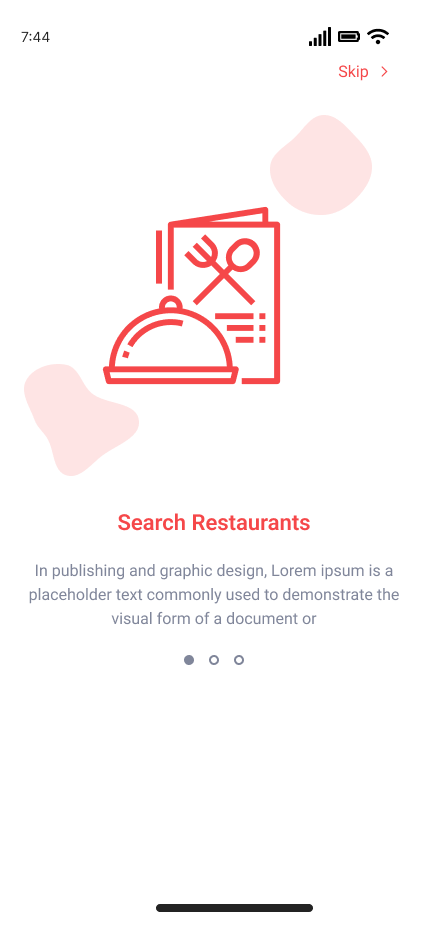 7:44
Skip
Search Restaurants
In publishing and graphic design, Lorem ipsum is a
placeholder text commonly used to demonstrate the
visual form of a document or